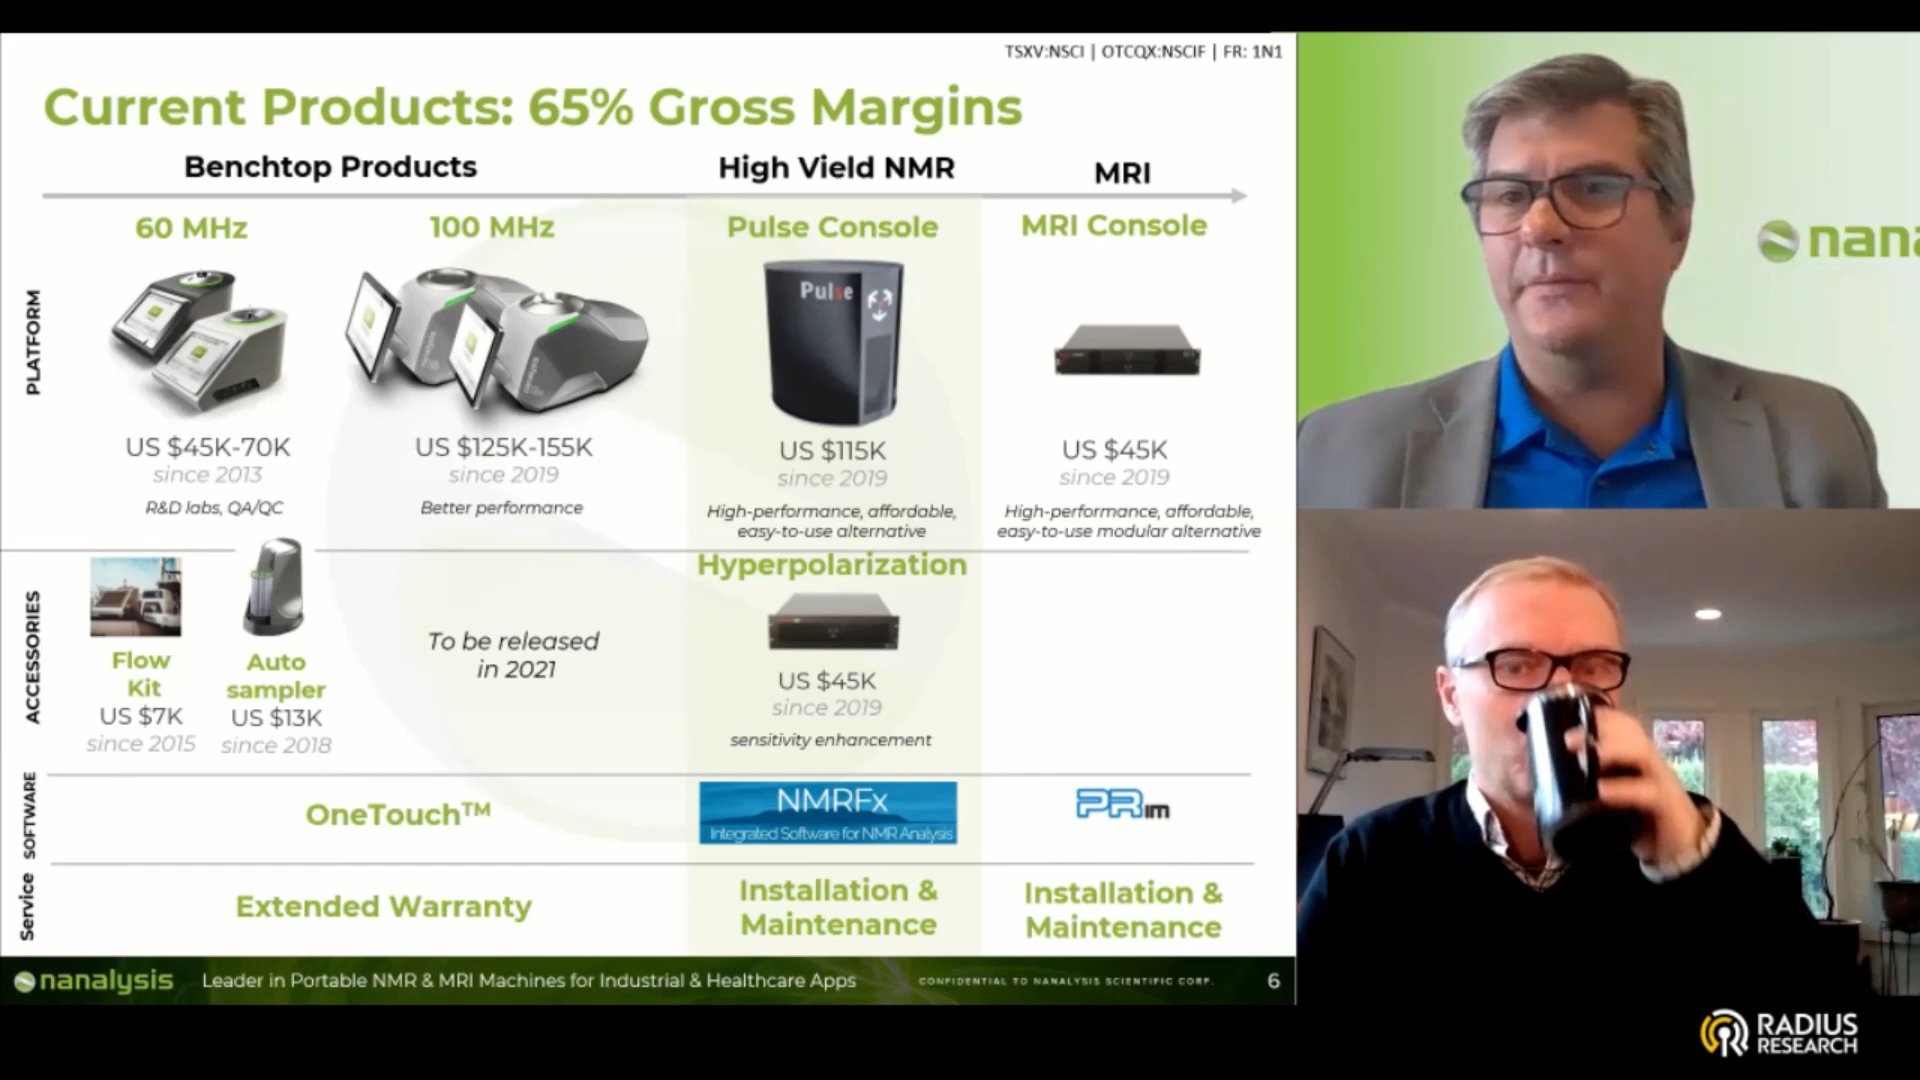 TSXV:NSCI | OTCQX:NSCIF | FR: 1N1
Current Products: 65% Gross Margins
Benchtop Products
High Vield NMR
MRI
PLATFORM
60 MHz
100 MHz
Pulse Console
MRI Console
Pulse
US $45K-70K
US $125K-155K
US $115K
US $45K
since 2013
since 2019
since 2019
since 2019
R&D labs, QA/QC
Better performance
High-performance, affordable,
easy-to-use alternative
High-performance, affordable,
easy-to-use modular alternative
ACCESSORIES
Flow
Kit
US $7K
since 2015
Auto
sampler
US $13K
since 2018
To be released
in 2021
Hyperpolarization
US $45K
since 2019
sensitivity enhancement
SOFTWARE
OneTouch™
NMRFx
Integrated Software for NMR Analysis
PRim
Service
Extended Warranty
Installation &
Maintenance
Installation &
Maintenance
nanalysis
Leader in Portable NMR & MRI Machines for Industrial & Healthcare Apps
CONFIDENTIAL TO NANALYSIS SCIENTIFIC CORP.
6
nana
RADIUS
RESEARCH